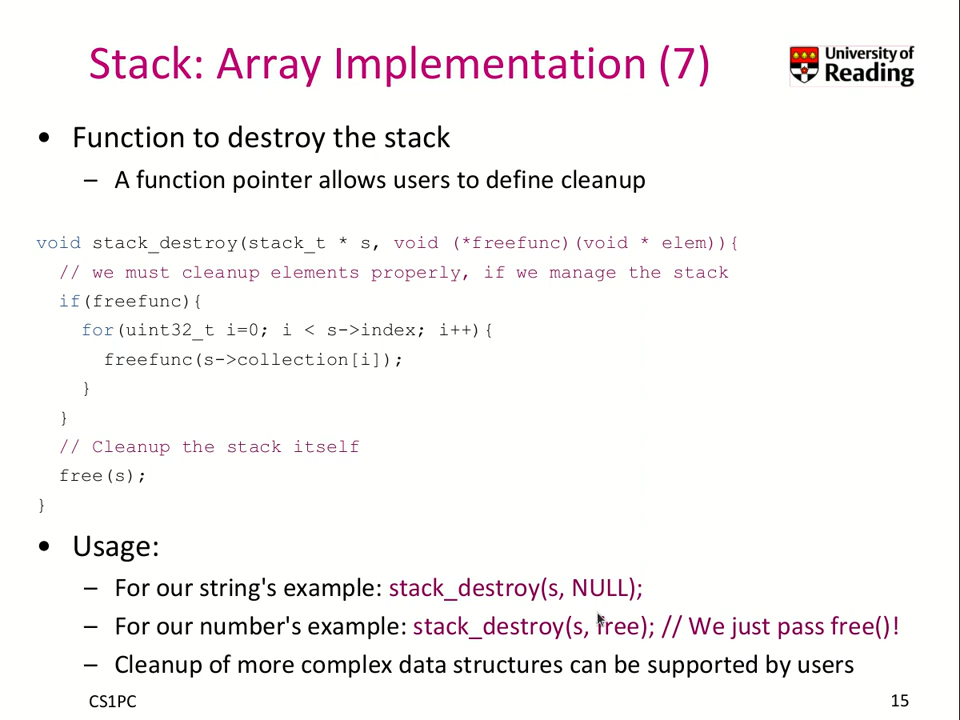 Stack: Array Implementation (7)
University of
Reading
• Function to destroy the stack
– A function pointer allows users to define cleanup
void stack_destroy(stack_t * s, void (*freefunc)(void * elem)){
  // we must cleanup elements properly, if we manage the stack
  if(freefunc){
    for(uint32_t i=0; i < s->index; i++){
      freefunc(s->collection[i]);
    }
  }
  // Cleanup the stack itself
  free(s);
}
• Usage:
– For our string's example: stack_destroy(s, NULL);
– For our number's example: stack_destroy(s, free); // We just pass free()!
– Cleanup of more complex data structures can be supported by users
CS1PC
15